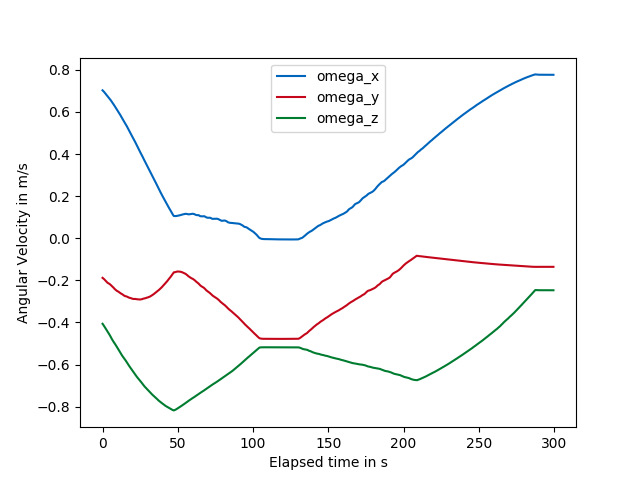 omega_x
omega_y
omega_z
0.8
0.6
0.4
0.2
0.0
−0.2
−0.4
−0.6
−0.8
Angular Velocity in m/s
0 50 100 150 200 250 300
Elapsed time in s